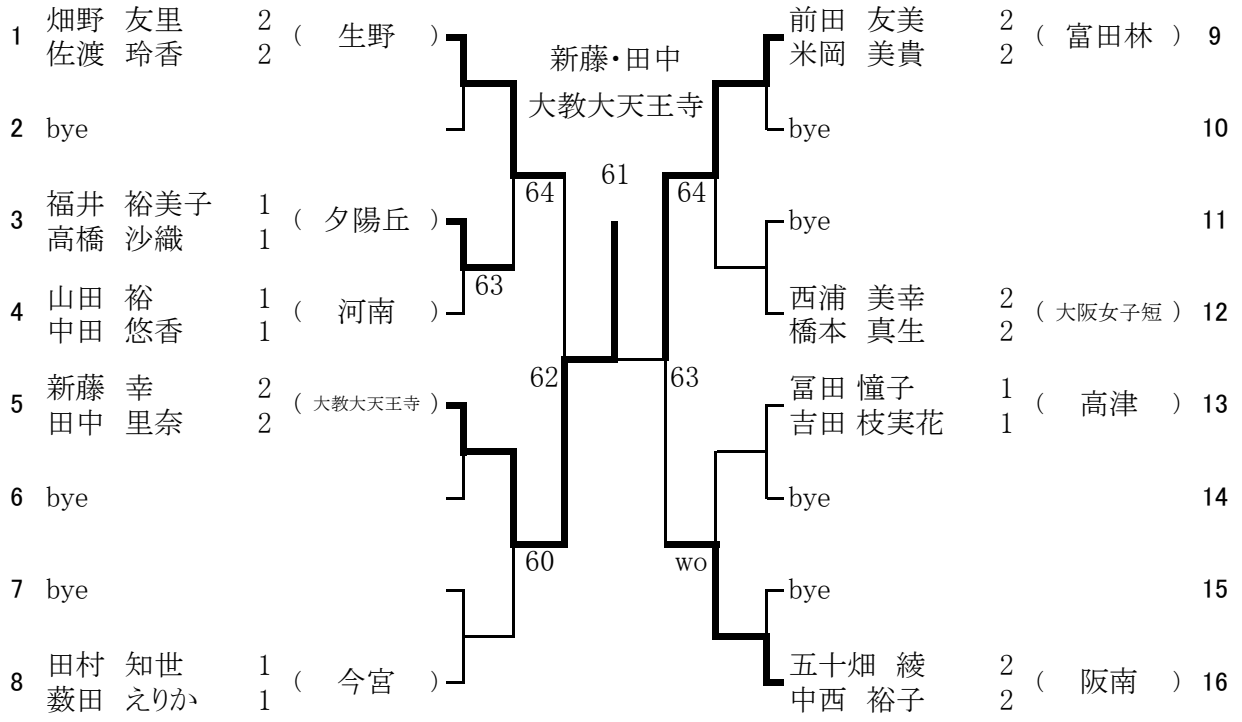 1 畑野 友里 2 ( 生野 )
佐渡 玲香 2
2 bye
3 福井 裕美子 1 ( 夕陽丘 )
高橋 沙織 1
4 山田 裕 1 ( 河南 )
中田 悠香 1
5 新藤 幸 2 ( 大教大天王寺 )
田中 里奈 2
6 bye
7 bye
8 田村 知世 1 ( 今宮 )
薮田 えりか 1
新藤・田中
大教大天王寺
61
64
64
63
62
63
60
wo
前田 友美 2 ( 富田林 ) 9
米岡 美貴 2
bye 10
bye 11
西浦 美幸 2 ( 大阪女子短 ) 12
橋本 真生 2
冨田 憧子 1 ( 高津 ) 13
吉田 枝実花 1
bye 14
bye 15
五十畑 綾 2 ( 阪南 ) 16
中西 裕子 2